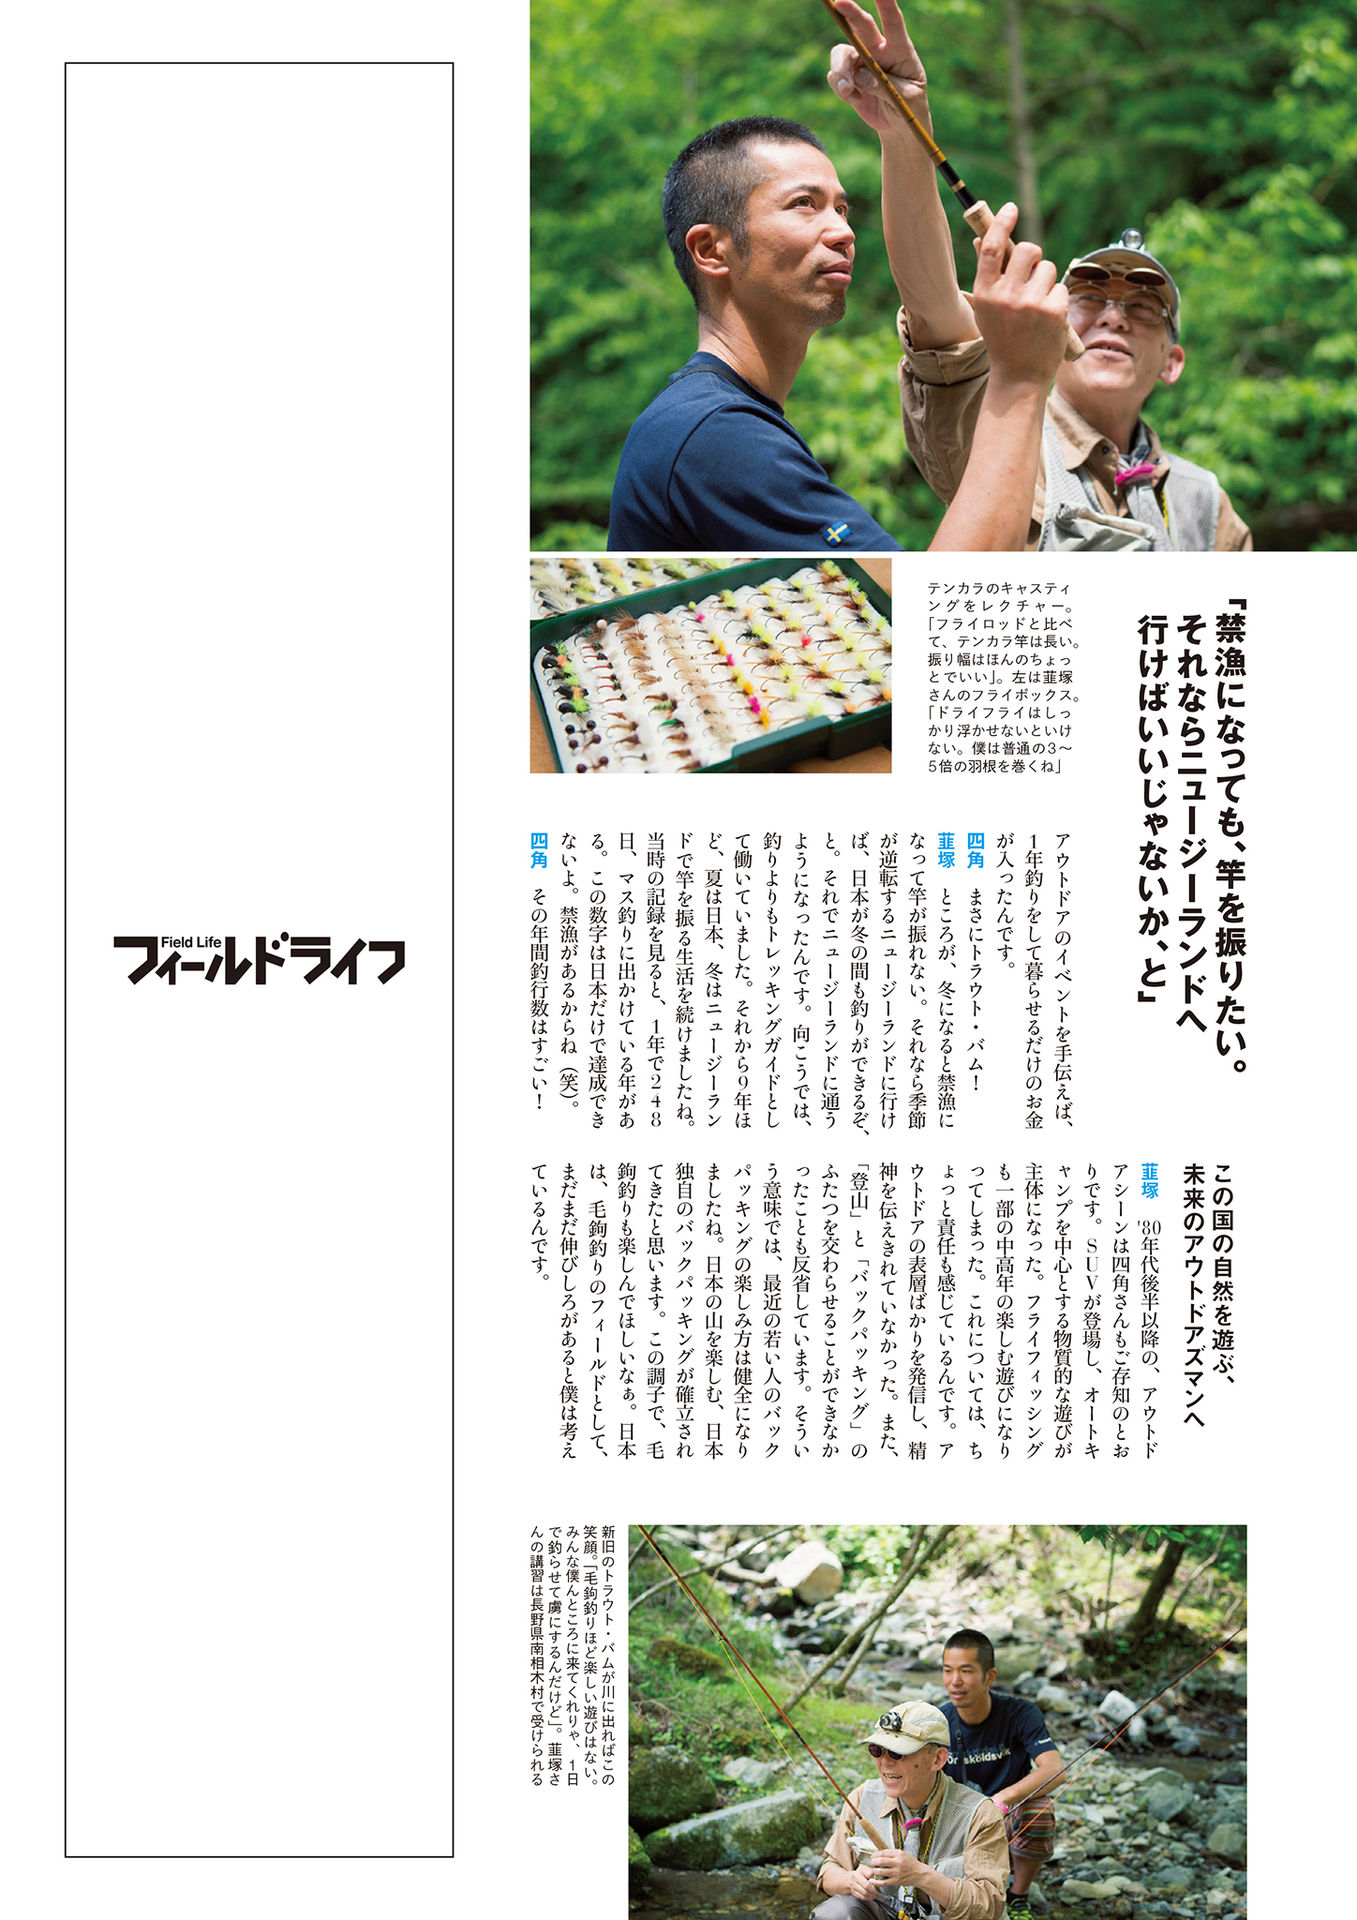 「禁漁になっても、竿を振りたい。
それならニュージーランドへ
行けばいいじゃないか、と」
テンカラのキャスティ
ングをレクチャー。
「フライロッドと比べ
て、テンカラ竿は長い。
振り幅はほんのちょっ
とでいい」。左は韮塚
さんのフライボックス。
「ドライフライはしっ
かり浮かせないといけ
ない。僕は普通の3〜
5倍の羽根を巻くね」
アウトドアのイベントを手伝えば、
1年釣りをして暮らせるだけのお金
が入ったんです。
四角　まさにトラウト・バム！
韮塚　ところが、冬になると禁漁に
なって竿が振れない。それなら季節
が逆転するニュージーランドに行け
ば、日本が冬の間も釣りができるぞ、
と。それでニュージーランドに通う
ようになったんです。向こうでは、
釣りよりもトレッキングガイドとし
て働いていました。それから9年ほ
ど、夏は日本、冬はニュージーラン
ドで竿を振る生活を続けましたね。
当時の記録を見ると、1年で248
日、マス釣りに出かけている年があ
る。この数字は日本だけで達成でき
ないよ。禁漁があるからね（笑）。
四角　その年間釣行数はすごい！
この国の自然を遊ぶ、
未来のアウトドアズマンへ
韮塚　'80年代後半以降の、アウトド
アシーンは四角さんもご存知のとお
りです。SUVが登場し、オートキ
ャンプを中心とする物質的な遊びが
主体になった。フライフィッシング
も一部の中高年の楽しむ遊びになり
ってしまった。これについては、ち
ょっと責任も感じているんです。ア
ウトドアの表層ばかりを発信し、精
神を伝えきれていなかった。また、
「登山」と「バックパッキング」の
ふたつを交わらせることができなか
ったことも反省しています。そうい
う意味では、最近の若い人のバック
パッキングの楽しみ方は健全になり
ましたね。日本の山を楽しむ、日本
独自のバックパッキングが確立され
てきたと思います。この調子で、毛
鉤釣りも楽しんでほしいなぁ。日本
は、毛鉤釣りのフィールドとして、
まだまだ伸びしろがあると僕は考え
ているんです。
新旧のトラウト・バムが川に出ればこの
笑顔。「毛鉤釣りほど楽しい遊びはない。
みんな僕んところに来てくれりゃ、1日
で釣らせて虜にするんだけど」。韮塚さ
んの講習は長野県南相木村で受けられる
Field Life
フィールドライフ